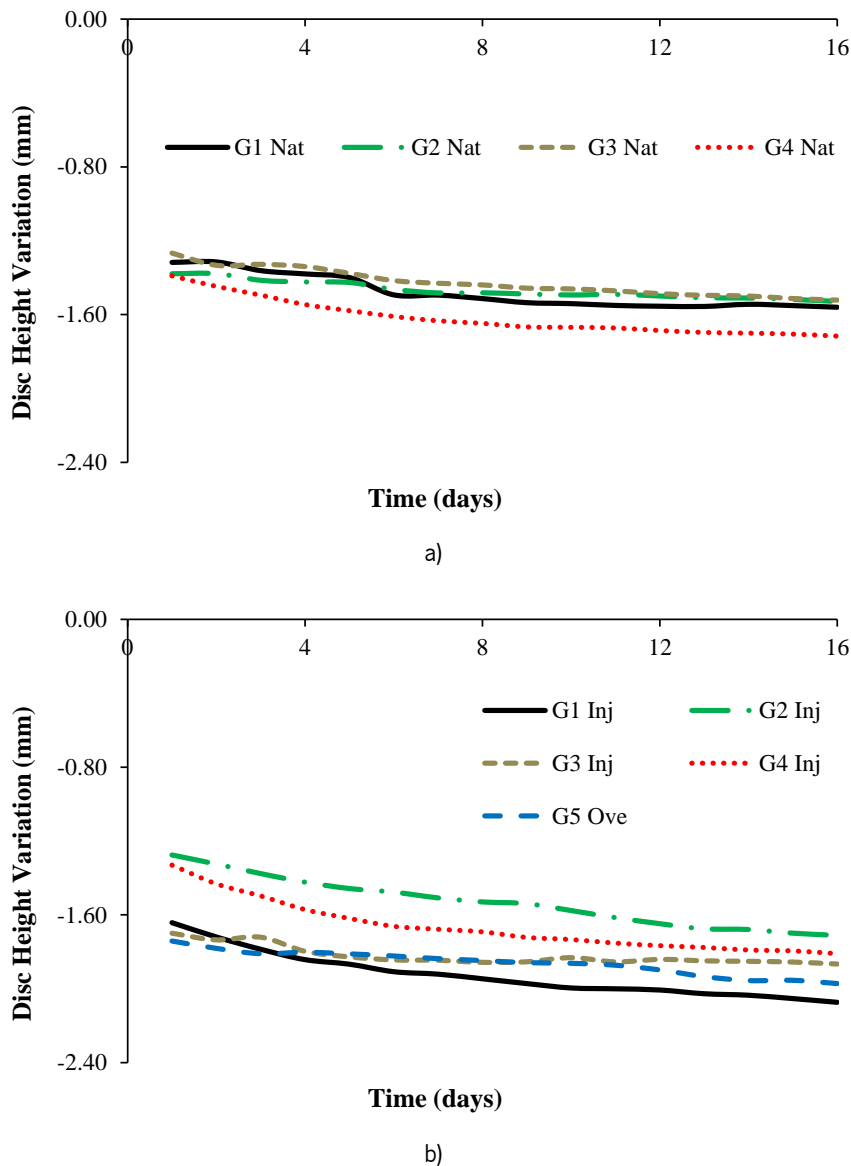 0.00
0 4 8 12 16
G1 Nat G2 Nat G3 Nat G4 Nat
-0.80
-1.60
-2.40
Disc Height Variation (mm)
Time (days)
a)
0.00
0 4 8 12 16
G1 Inj G2 Inj
-0.80
G3 Inj G4 Inj
G5 Ove
-1.60
-2.40
Disc Height Variation (mm)
Time (days)
b)